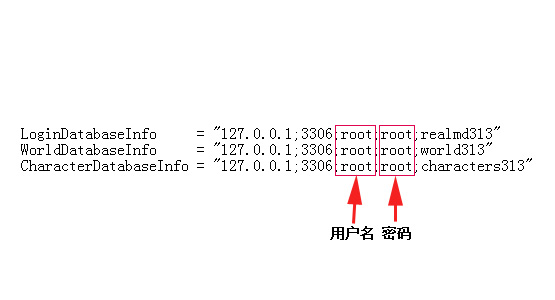 LoginDatabaseInfo = "127.0.0.1;3306;root;root;realmd313"
WorldDatabaseInfo = "127.0.0.1;3306;root;root;world313"
CharacterDatabaseInfo = "127.0.0.1;3306;root;root;characters313"
用户名 密码